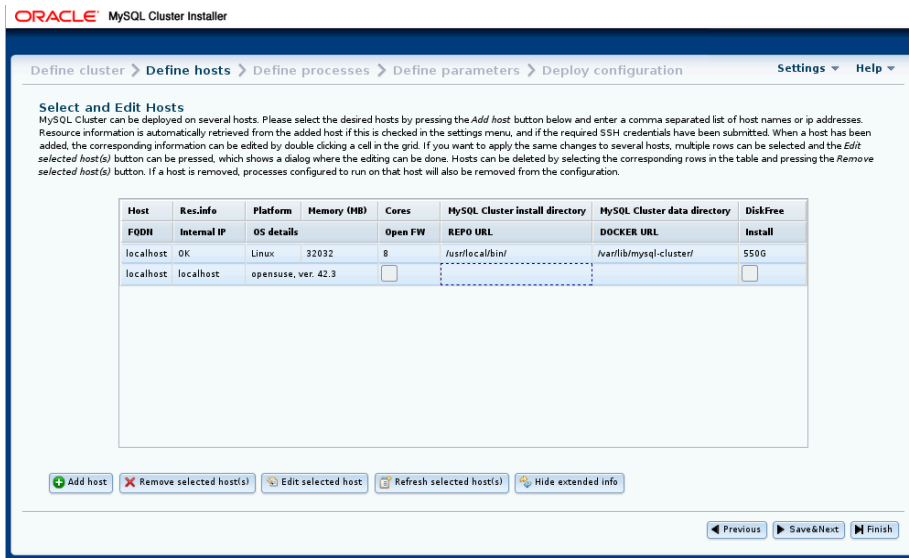 ORACLE MySQL Cluster Installer
Define cluster > Define hosts > Define processes > Define parameters > Deploy configuration Settings Help
Select and Edit Hosts
MySQL Cluster can be deployed on several hosts. Please select the desired hosts by pressing the Add host button below and enter a comma separated list of host names or ip addresses.
Resource information is automatically retrieved from the added host if this is checked in the settings menu, and if the required SSH credentials have been submitted. When a host has been
added, the corresponding information can be edited by double clicking a cell in the grid. If you want to apply the same changes to several hosts, multiple rows can be selected and the Edit
selected host(s) button can be pressed, which shows a dialog where the editing can be done. Hosts can be deleted by selecting the corresponding rows in the table and pressing the Remove
selected host(s) button. If a host is removed, processes configured to run on that host will also be removed from the configuration.
Host Res.info Platform Memory (MB) Cores MySQL Cluster install directory MySQL Cluster data directory DiskFree
FQDN Internal IP OS details Open FW REPO URL DOCKER URL Install
localhost OK Linux 32032 8 /usr/local/bin/ /var/lib/mysql-cluster/ 550G
localhost localhost opensuse, ver. 42.3
Add host Remove selected host(s) Edit selected host Refresh selected host(s) Hide extended info
Previous Save&Next Finish